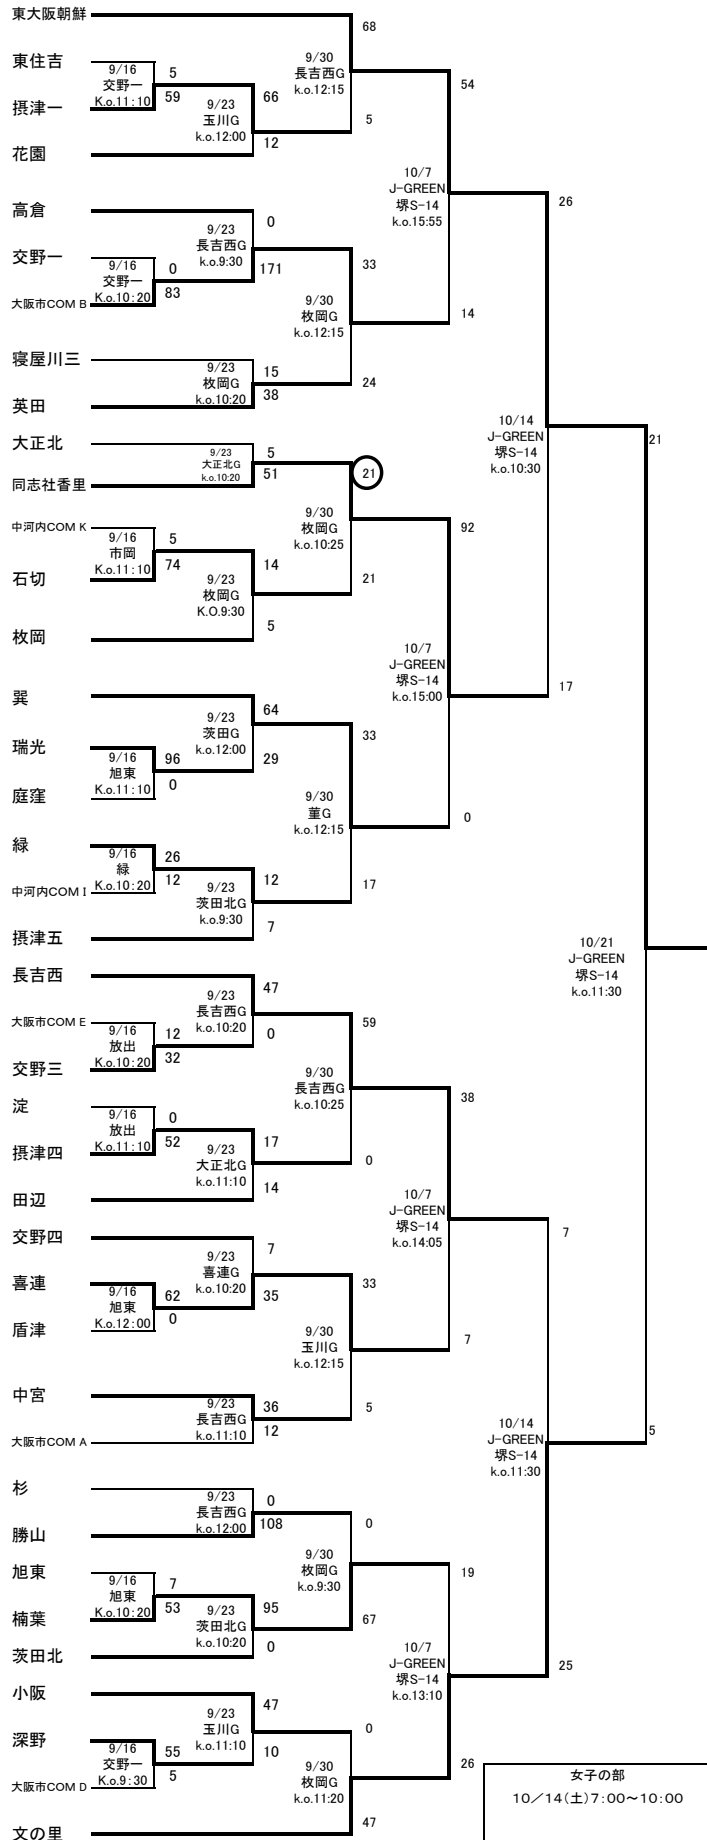 東大阪朝鮮
68
東住吉
9/16
交野一
K.o.11:10
5
59
摂津一
9/23
玉川G
k.o.12:00
66
12
花園
9/30
長吉西G
k.o.12:15
5
54
高倉
9/23
長吉西G
k.o.9:30
0
171
交野一
9/16
交野一
K.o.10:20
0
83
大阪市COM B
9/30
枚岡G
k.o.12:15
33
24
寝屋川三
9/23
枚岡G
k.o.10:20
15
38
英田
10/7
J-GREEN
堺S-14
k.o.15:55
14
26
大正北
9/23
大正北G
k.o.10:20
5
51
同志社香里
21
9/30
枚岡G
k.o.10:25
21
92
中河内COM K
9/16
市岡
K.o.11:10
5
74
石切
9/23
枚岡G
K.O.9:30
14
5
枚岡
10/14
J-GREEN
堺S-14
k.o.10:30
21
10/7
J-GREEN
堺S-14
k.o.15:00
17
0
巽
9/23
茨田G
k.o.12:00
64
29
瑞光
9/16
旭東
K.o.11:10
96
0
庭窪
9/30
菫G
k.o.12:15
33
17
緑
9/16
緑
K.o.10:20
26
12
中河内COM I
9/23
茨田北G
k.o.9:30
12
7
摂津五
10/21
J-GREEN
堺S-14
k.o.11:30
長吉西
9/23
長吉西G
k.o.10:20
47
0
大阪市COM E
9/16
放出
K.o.10:20
12
32
交野三
9/30
長吉西G
k.o.10:25
59
0
38
淀
9/16
放出
K.o.11:10
0
52
摂津四
9/23
大正北G
k.o.11:10
17
14
田辺
10/7
J-GREEN
堺S-14
k.o.14:05
7
交野四
9/23
喜連G
k.o.10:20
7
35
喜連
9/16
旭東
K.o.12:00
62
0
盾津
9/30
玉川G
k.o.12:15
33
5
7
中宮
9/23
長吉西G
k.o.11:10
36
12
大阪市COM A
10/14
J-GREEN
堺S-14
k.o.11:30
5
杉
9/23
長吉西G
k.o.12:00
0
108
勝山
9/30
枚岡G
k.o.9:30
0
67
19
旭東
9/16
旭東
K.o.10:20
7
53
楠葉
9/23
茨田北G
k.o.10:20
95
0
茨田北
10/7
J-GREEN
堺S-14
k.o.13:10
25
小阪
9/23
玉川G
k.o.11:10
47
10
深野
9/16
交野一
K.o.9:30
55
5
大阪市COM D
9/30
枚岡G
k.o.11:20
0
47
26
文の里
女子の部
10/14(土)7:00～10:00